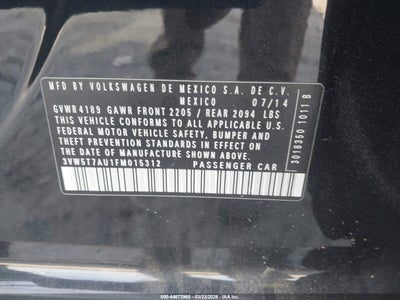 MFD BY VOLKSWAGEN DE MEXICO S.A. DE C.V.
MEXICO 07/14
GVWR 4189 GAWR FRONT 2205 / REAR 2094 LBS
THIS VEHICLE CONFORMS TO ALL APPLICABLE U.S.
FEDERAL MOTOR VEHICLE SAFETY, BUMPER AND
THEFT PREVENTION STANDARDS IN EFFECT ON THE
DATE OF MANUFACTURE SHOWN ABOVE
3VW5T7AU1FM015312 PASSENGER CAR
3018350 1011 B
© 500 - 44672965 - 03/23/2026 - IAA Inc.